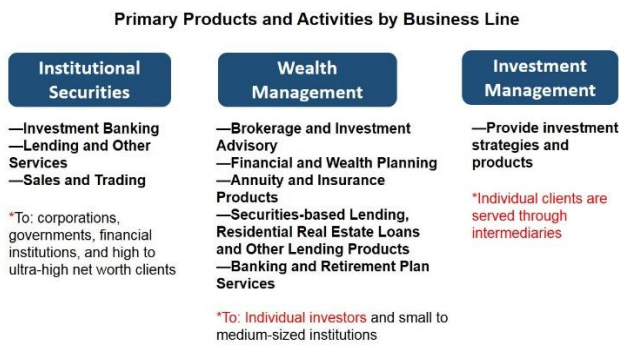 Primary Products and Activities by Business Line
Institutional
Securities
—Investment Banking
—Lending and Other
Services
—Sales and Trading
*To: corporations,
governments, financial
institutions, and high to
ultra-high net worth clients
Wealth
Management
—Brokerage and Investment
Advisory
—Financial and Wealth Planning
—Annuity and Insurance
Products
—Securities-based Lending,
Residential Real Estate Loans
and Other Lending Products
—Banking and Retirement Plan
Services
*To: Individual investors and small to
medium-sized institutions
Investment
Management
—Provide investment
strategies and
products
*Individual clients are
served through
intermediaries